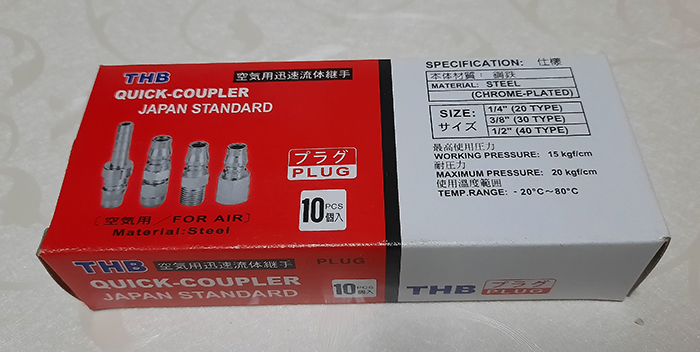 THB 空気用迅速流体継手
QUICK-COUPLER
JAPAN STANDARD
プラグ
PLUG
〔空気用/FOR AIR〕
Material:Steel
10 PCS 個入
SPECIFICATION: 仕様
本体材質: 鋼鉄
MATERIAL: STEEL
(CHROME-PLATED)
SIZE: サイズ
1/4" (20 TYPE)
3/8" (30 TYPE)
1/2" (40 TYPE)
最高使用圧力
WORKING PRESSURE: 15 kgf/cm
耐圧力
MAXIMUM PRESSURE: 20 kgf/cm
使用温度範囲
TEMP.RANGE: - 20°C～80°C
THB 空気用迅速流体継手 PLUG
QUICK-COUPLER
JAPAN STANDARD
10 PCS 個入
THB プラグ
PLUG